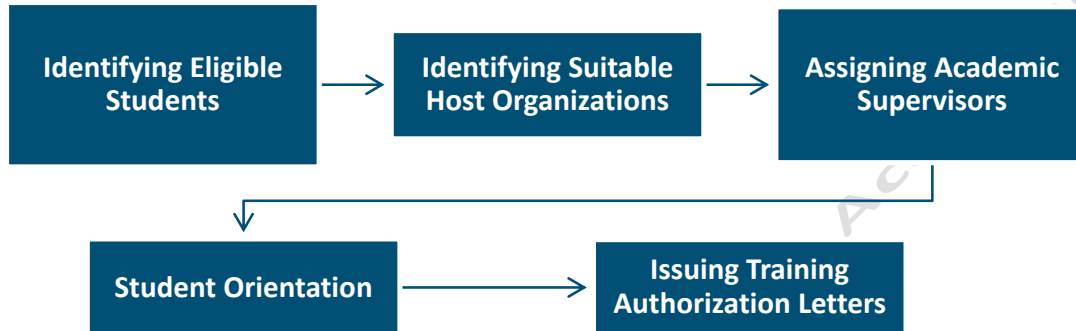 Identifying Eligible
Students
Identifying Suitable
Host Organizations
Assigning Academic
Supervisors
Student Orientation
Issuing Training
Authorization Letters